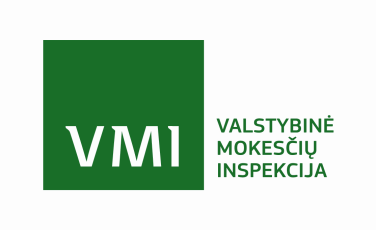 VMI
VALSTYBINĖ
MOKESČIŲ
INSPEKCIJA